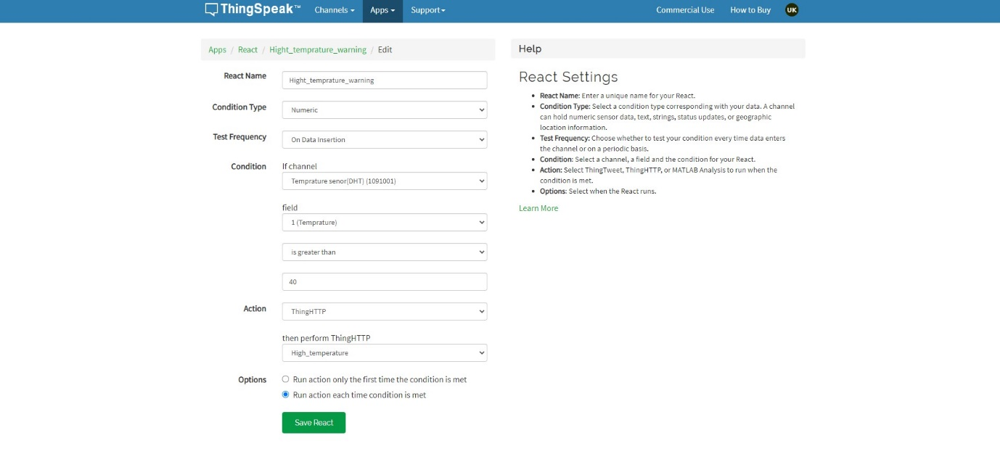 ThingSpeak™ Channels Apps Support Commercial Use How to Buy UK
Apps / React / Hight_temprature_warning / Edit
React Name Hight_temprature_warning
Condition Type Numeric
Test Frequency On Data Insertion
Condition If channel
Temprature senor(DHT) (1091001)
field
1 (Temprature)
is greater than
40
Action ThingHTTP
then perform ThingHTTP
High_temperature
Options Run action only the first time the condition is met
Run action each time condition is met
Save React
Help
React Settings
• React Name: Enter a unique name for your React.
• Condition Type: Select a condition type corresponding with your data. A channel
can hold numeric sensor data, text, strings, status updates, or geographic
location information.
• Test Frequency: Choose whether to test your condition every time data enters
the channel or on a periodic basis.
• Condition: Select a channel, a field and the condition for your React.
• Action: Select ThingTweet, ThingHTTP, or MATLAB Analysis to run when the
condition is met.
• Options: Select when the React runs.
Learn More